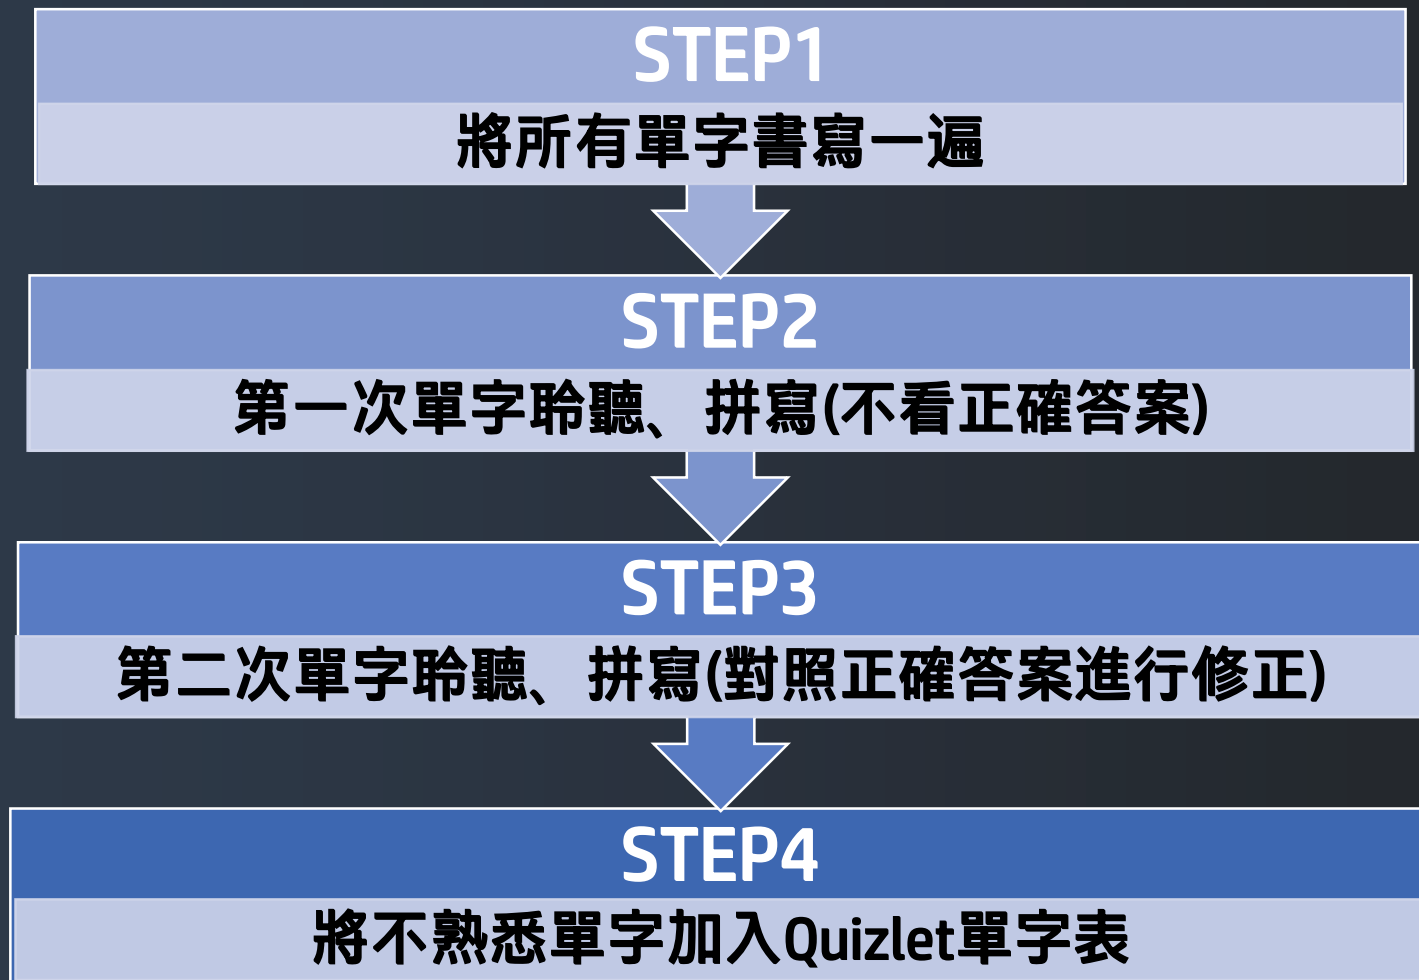 STEP1
將所有單字書寫一遍
STEP2
第一次單字聆聽、拼寫(不看正確答案)
STEP3
第二次單字聆聽、拼寫(對照正確答案進行修正)
STEP4
將不熟悉單字加入Quizlet單字表